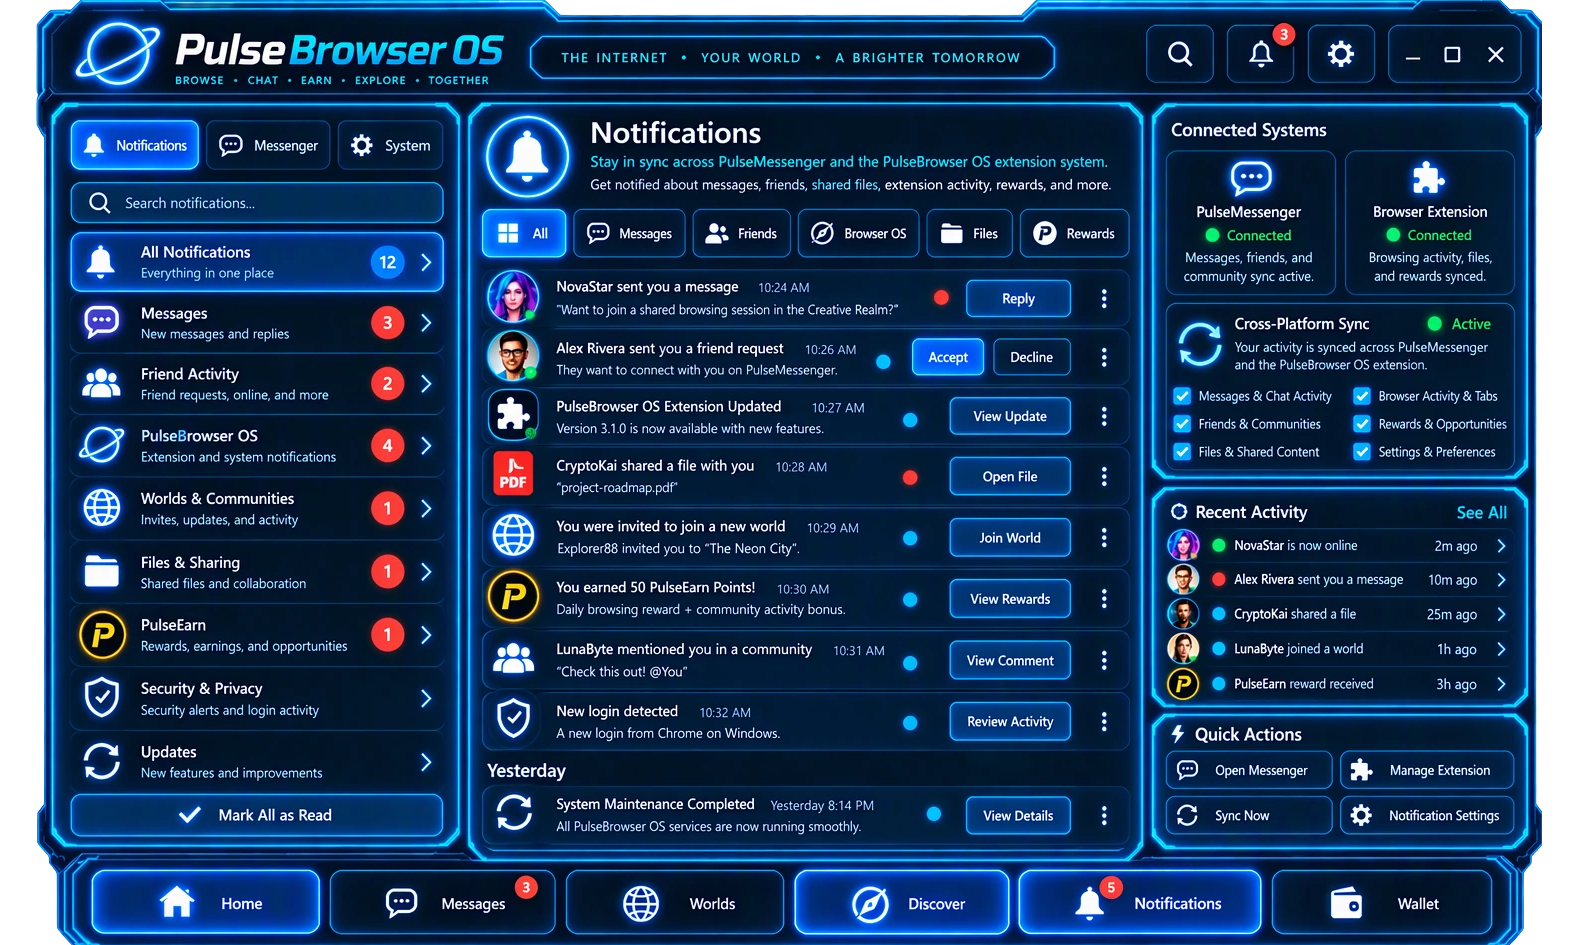 PulseBrowser OS
BROWSE • CHAT • EARN • EXPLORE • TOGETHER
THE INTERNET • YOUR WORLD • A BRIGHTER TOMORROW
3
Notifications
Messenger
System
Search notifications...
All Notifications
Everything in one place
12
Messages
New messages and replies
3
Friend Activity
Friend requests, online, and more
2
PulseBrowser OS
Extension and system notifications
4
Worlds & Communities
Invites, updates, and activity
1
Files & Sharing
Shared files and collaboration
1
P
PulseEarn
Rewards, earnings, and opportunities
1
Security & Privacy
Security alerts and login activity
Updates
New features and improvements
Mark All as Read
Notifications
Stay in sync across PulseMessenger and the PulseBrowser OS extension system.
Get notified about messages, friends, shared files, extension activity, rewards, and more.
All
Messages
Friends
Browser OS
Files
P
Rewards
NovaStar sent you a message 10:24 AM
"Want to join a shared browsing session in the Creative Realm?"
Reply
Alex Rivera sent you a friend request 10:26 AM
They want to connect with you on PulseMessenger.
Accept
Decline
PulseBrowser OS Extension Updated 10:27 AM
Version 3.1.0 is now available with new features.
View Update
PDF
CryptoKai shared a file with you 10:28 AM
"project-roadmap.pdf"
Open File
You were invited to join a new world 10:29 AM
Explorer88 invited you to "The Neon City".
Join World
P
You earned 50 PulseEarn Points! 10:30 AM
Daily browsing reward + community activity bonus.
View Rewards
LunaByte mentioned you in a community 10:31 AM
"Check this out! @You"
View Comment
New login detected 10:32 AM
A new login from Chrome on Windows.
Review Activity
Yesterday
System Maintenance Completed Yesterday 8:14 PM
All PulseBrowser OS services are now running smoothly.
View Details
Connected Systems
PulseMessenger
Connected
Messages, friends, and
community sync active.
Browser Extension
Connected
Browsing activity, files,
and rewards synced.
Cross-Platform Sync
Active
Your activity is synced across PulseMessenger
and the PulseBrowser OS extension.
Messages & Chat Activity
Browser Activity & Tabs
Friends & Communities
Rewards & Opportunities
Files & Shared Content
Settings & Preferences
Recent Activity
See All
NovaStar is now online 2m ago
Alex Rivera sent you a message 10m ago
CryptoKai shared a file 25m ago
LunaByte joined a world 1h ago
P
PulseEarn reward received 3h ago
Quick Actions
Open Messenger
Manage Extension
Sync Now
Notification Settings
Home
Messages
3
Worlds
Discover
5
Notifications
Wallet